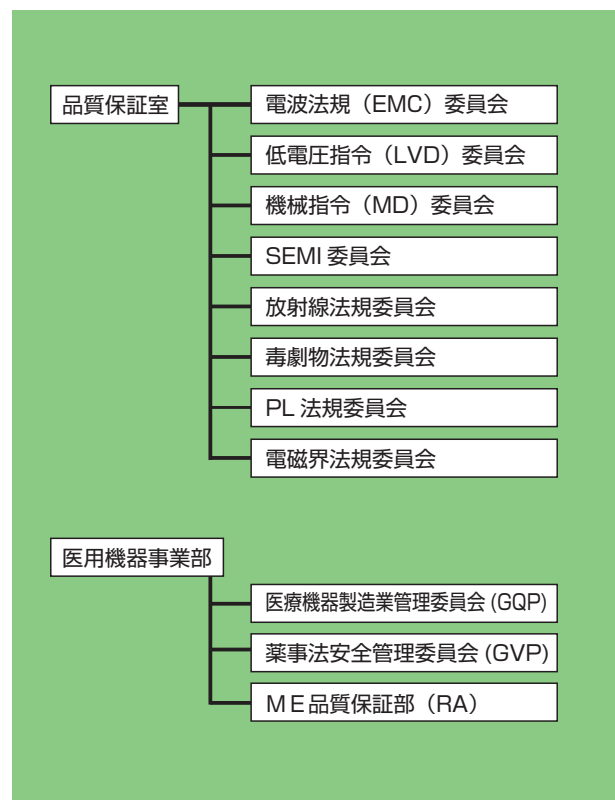 品質保証室
電波法規（EMC）委員会
低電圧指令（LVD）委員会
機械指令（MD）委員会
SEMI 委員会
放射線法規委員会
毒劇物法規委員会
PL 法規委員会
電磁界法規委員会
医用機器事業部
医療機器製造業管理委員会 (GQP)
薬事法安全管理委員会 (GVP)
ＭＥ品質保証部（RA）